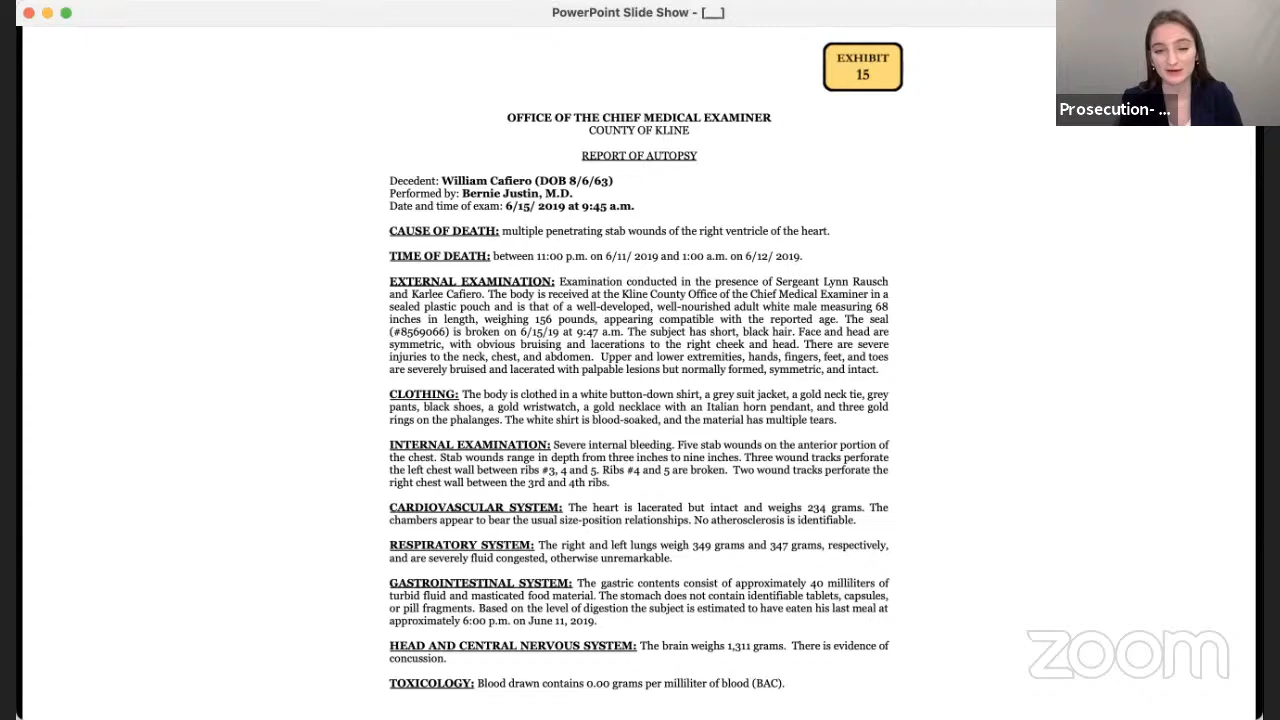 PowerPoint Slide Show - [__]
Prosecution- ...
EXHIBIT
15
OFFICE OF THE CHIEF MEDICAL EXAMINER
COUNTY OF KLINE
REPORT OF AUTOPSY
Decedent: William Cafiero (DOB 8/6/63)
Performed by: Bernie Justin, M.D.
Date and time of exam: 6/15/ 2019 at 9:45 a.m.
CAUSE OF DEATH: multiple penetrating stab wounds of the right ventricle of the heart.
TIME OF DEATH: between 11:00 p.m. on 6/11/ 2019 and 1:00 a.m. on 6/12/ 2019.
EXTERNAL EXAMINATION: Examination conducted in the presence of Sergeant Lynn Rausch
and Karlee Cafiero. The body is received at the Kline County Office of the Chief Medical Examiner in a
sealed plastic pouch and is that of a well-developed, well-nourished adult white male measuring 68
inches in length, weighing 156 pounds, appearing compatible with the reported age. The seal
(#8569066) is broken on 6/15/19 at 9:47 a.m. The subject has short, black hair. Face and head are
symmetric, with obvious bruising and lacerations to the right cheek and head. There are severe
injuries to the neck, chest, and abdomen. Upper and lower extremities, hands, fingers, feet, and toes
are severely bruised and lacerated with palpable lesions but normally formed, symmetric, and intact.
CLOTHING: The body is clothed in a white button-down shirt, a grey suit jacket, a gold neck tie, grey
pants, black shoes, a gold wristwatch, a gold necklace with an Italian horn pendant, and three gold
rings on the phalanges. The white shirt is blood-soaked, and the material has multiple tears.
INTERNAL EXAMINATION: Severe internal bleeding. Five stab wounds on the anterior portion of
the chest. Stab wounds range in depth from three inches to nine inches. Three wound tracks perforate
the left chest wall between ribs #3, 4 and 5. Ribs #4 and 5 are broken. Two wound tracks perforate the
right chest wall between the 3rd and 4th ribs.
CARDIOVASCULAR SYSTEM: The heart is lacerated but intact and weighs 234 grams. The
chambers appear to bear the usual size-position relationships. No atherosclerosis is identifiable.
RESPIRATORY SYSTEM: The right and left lungs weigh 349 grams and 347 grams, respectively,
and are severely fluid congested, otherwise unremarkable.
GASTROINTESTINAL SYSTEM: The gastric contents consist of approximately 40 milliliters of
turbid fluid and masticated food material. The stomach does not contain identifiable tablets, capsules,
or pill fragments. Based on the level of digestion the subject is estimated to have eaten his last meal at
approximately 6:00 p.m. on June 11, 2019.
HEAD AND CENTRAL NERVOUS SYSTEM: The brain weighs 1,311 grams. There is evidence of
concussion.
TOXICOLOGY: Blood drawn contains 0.00 grams per milliliter of blood (BAC).
zoom